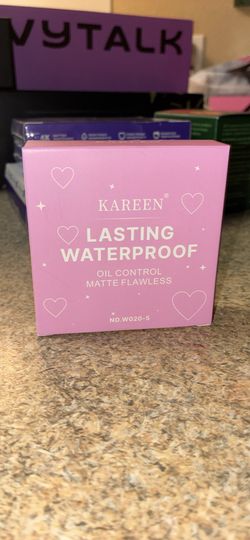 VYTALK
KAREEN®
LASTING
WATERPROOF
OIL CONTROL
MATTE FLAWLESS
NO.W020-5